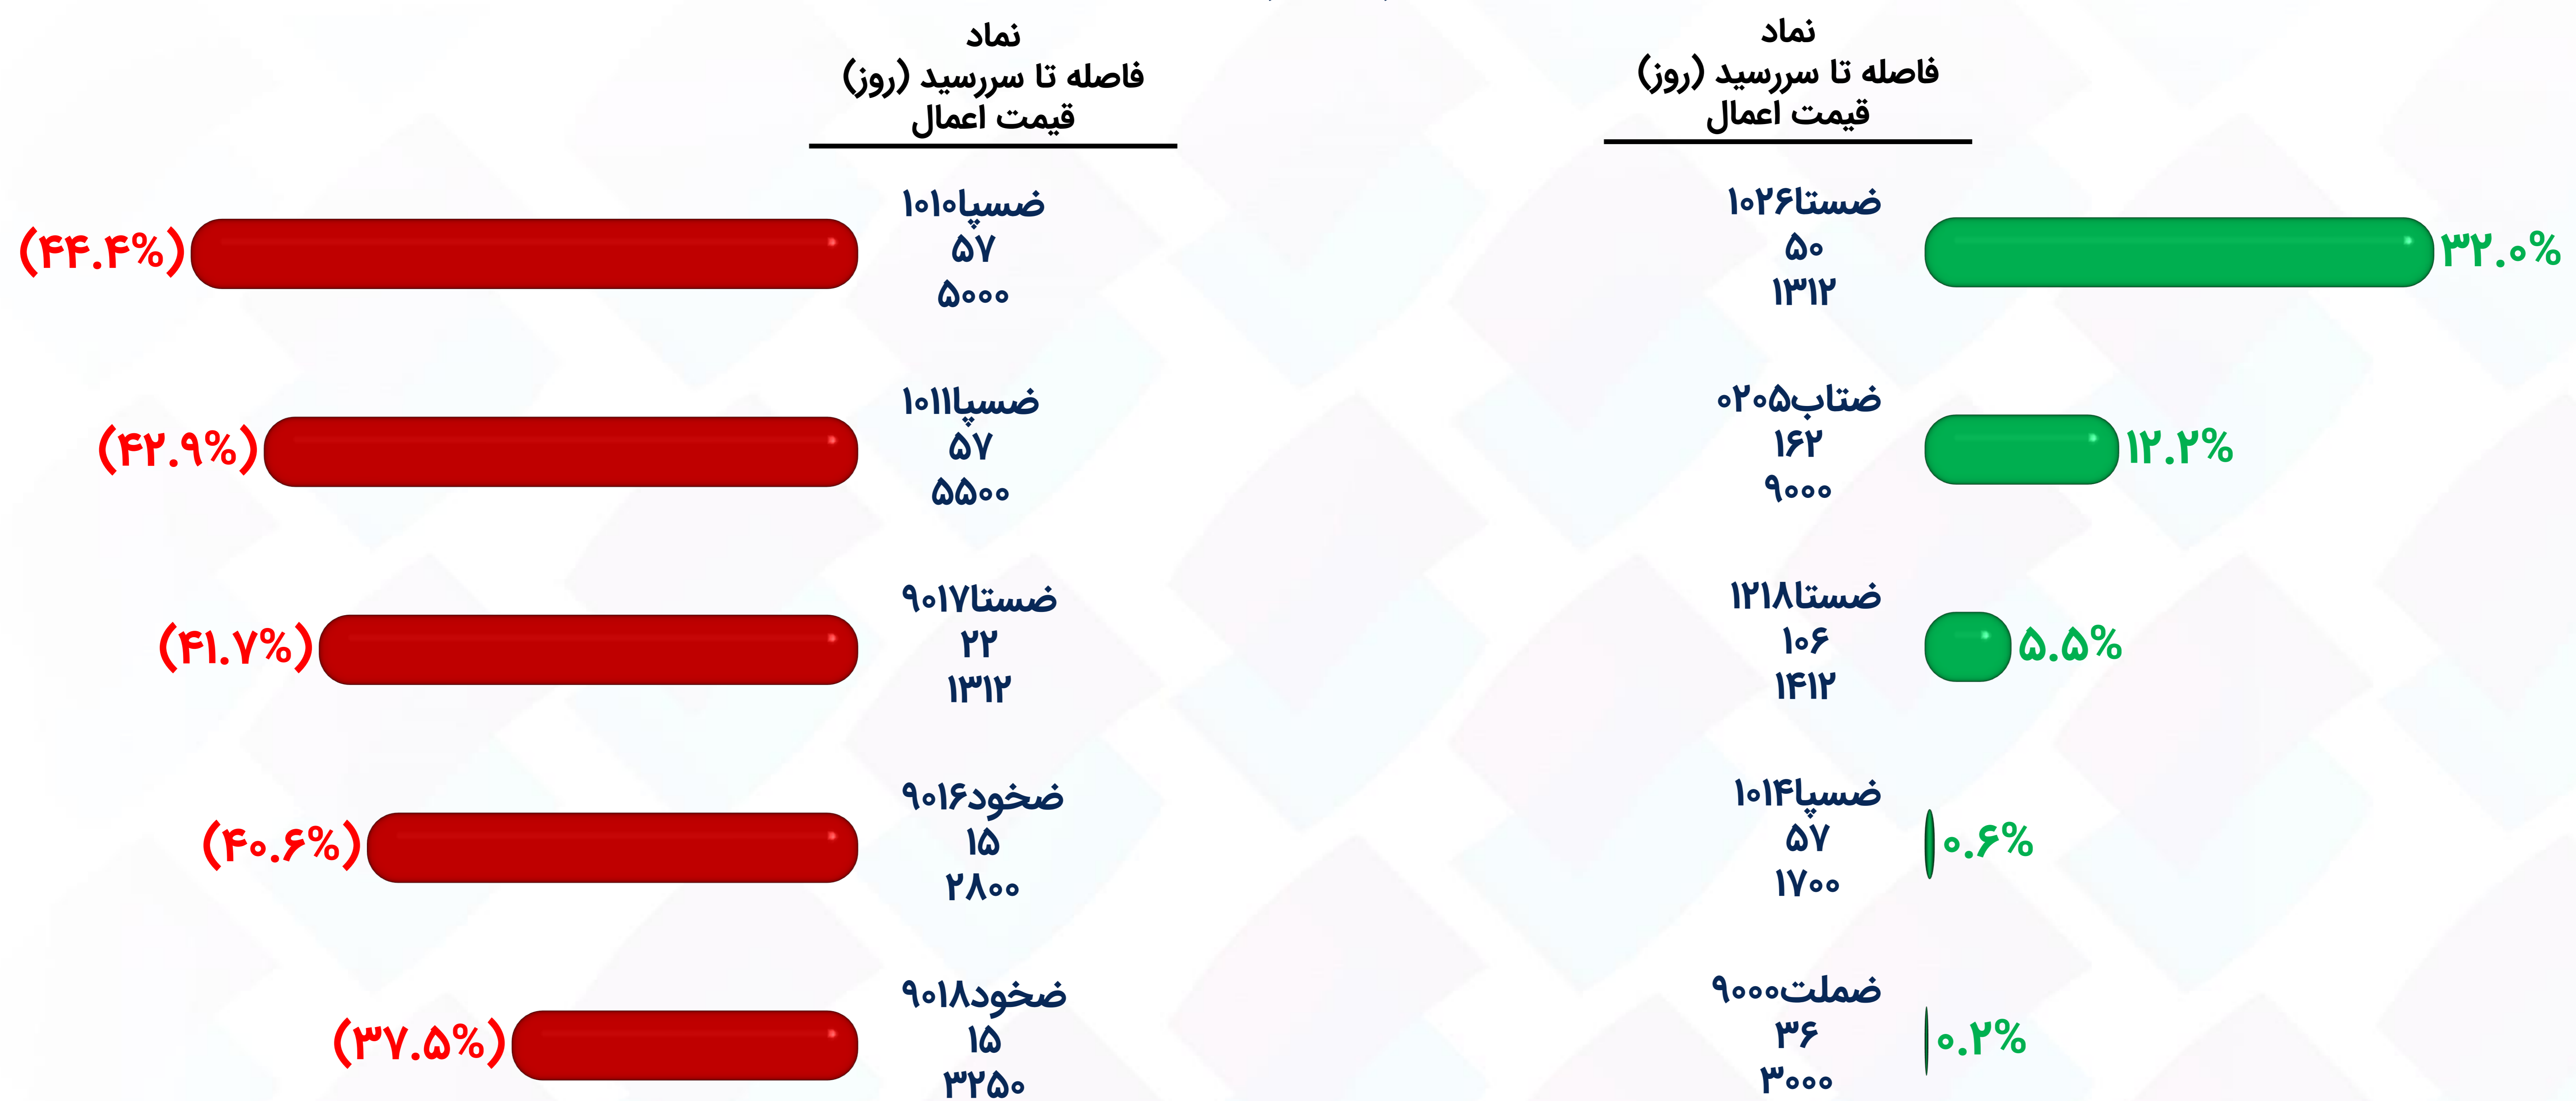 نماد
فاصله تا سررسید (روز)
قیمت اعمال
ضستا۱۰۲۶
۵۰
۱۳۱۲
۳۲.۰%
ضتاب۰۲۰۵
۱۶۲
۹۰۰۰
۱۲.۲%
ضستا۱۲۱۸
۱۰۶
۱۴۱۲
۵.۵%
ضسپا۱۰۱۴
۵۷
۱۷۰۰
۰.۶%
ضملت۹۰۰۰
۳۶
۳۰۰۰
۰.۲%
نماد
فاصله تا سررسید (روز)
قیمت اعمال
ضسپا۱۰۱۰
۵۷
۵۰۰۰
(۴۴.۴%)
ضسپا۱۰۱۱
۵۷
۵۵۰۰
(۴۲.۹%)
ضستا۹۰۱۷
۲۲
۱۳۱۲
(۴۱.۷%)
ضخود۹۰۱۶
۱۵
۲۸۰۰
(۴۰.۶%)
ضخود۹۰۱۸
۱۵
۳۲۵۰
(۳۷.۵%)